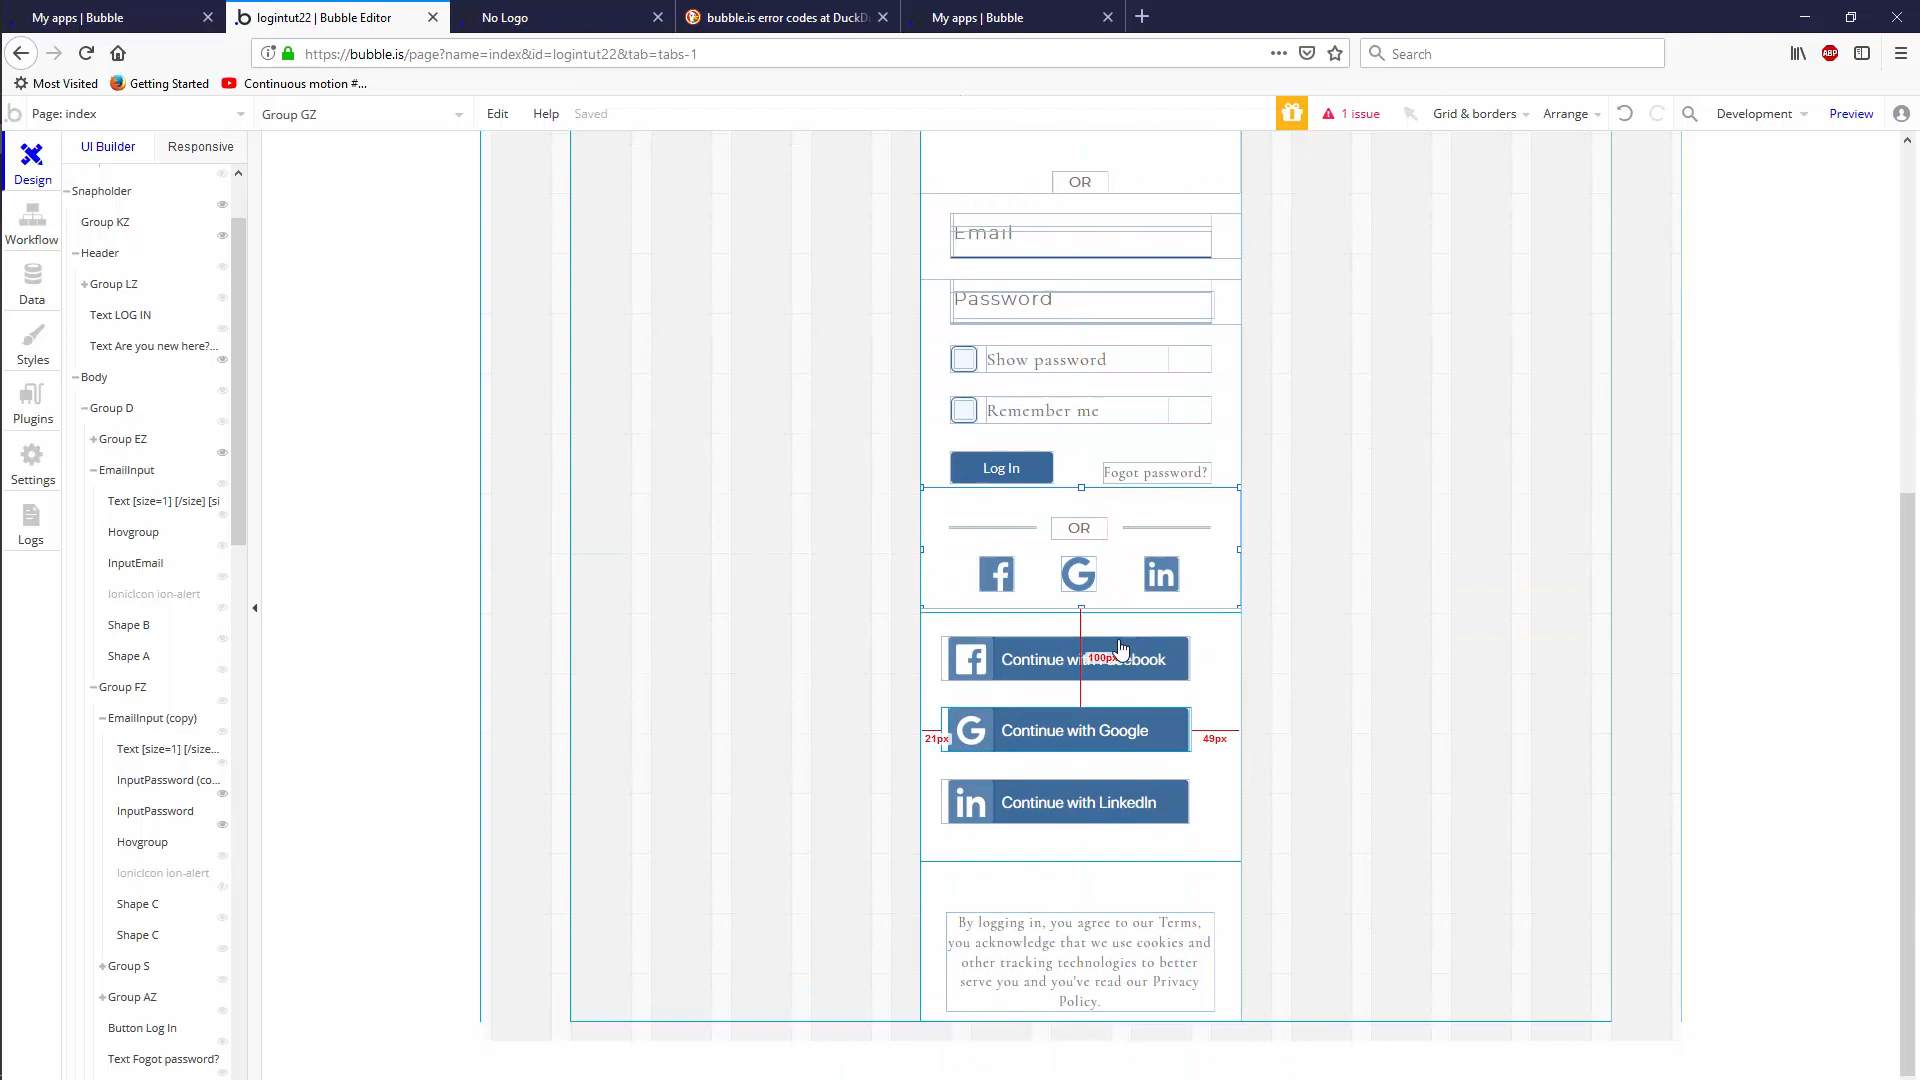 My apps | Bubble
logintut22 | Bubble Editor
No Logo
bubble.is error codes at DuckD
My apps | Bubble
https://bubble.is/page?name=index&id=logintut22&tab=tabs-1
Search
ABP
Most Visited
Getting Started
Continuous motion #...
Page: index
Group GZ
Edit
Help
Saved
1 issue
Grid & borders
Arrange
Development
Preview
UI Builder
Responsive
Design
Workflow
Data
Styles
Plugins
Settings
Logs
Snapholder
Group KZ
Header
Group LZ
Text LOG IN
Text Are you new here?...
Body
Group D
Group EZ
EmailInput
Text [size=1] [/size] [si
Hovgroup
InputEmail
IonicIcon ion-alert
Shape B
Shape A
Group FZ
EmailInput (copy)
Text [size=1] [/size...
InputPassword (co...
InputPassword
Hovgroup
IonicIcon ion-alert
Shape C
Shape C
Group S
Group AZ
Button Log In
Text Fogot password?
OR
Email
Password
Show password
Remember me
Log In
Fogot password?
OR
f G in
Continue with
book
100px
21px
Continue with Google
49px
Continue with LinkedIn
By logging in, you agree to our Terms,
you acknowledge that we use cookies and
other tracking technologies to better
serve you and you've read our Privacy
Policy.